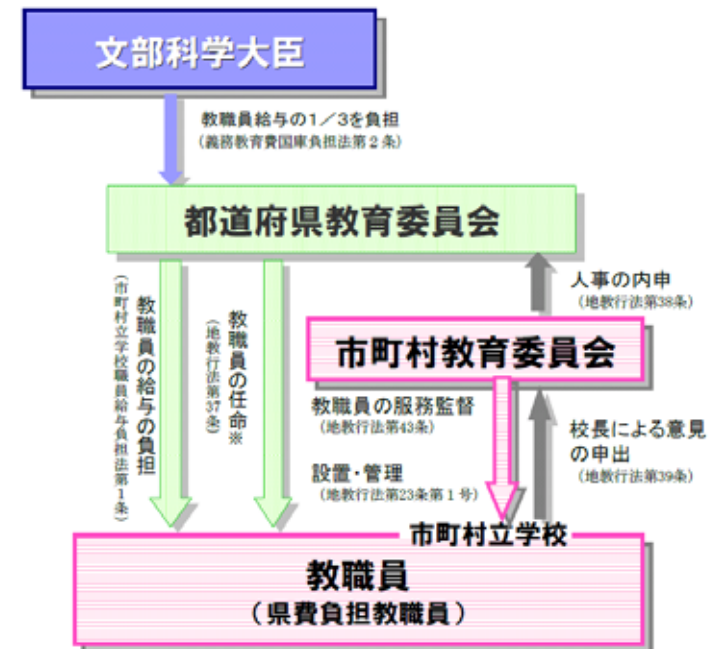 文部科学大臣
教職員給与の1／3を負担
（義務教育費国庫負担法第２条）
都道府県教育委員会
教職員の給与の負担
（市町村立学校職員給与負担法第１条）
教職員の任命※
（地教行法第37条）
人事の内申
（地教行法第38条）
市町村教育委員会
教職員の服務監督
（地教行法第43条）
設置・管理
（地教行法第23条第１号）
校長による意見
の申出
（地教行法第39条）
市町村立学校
教職員
（県費負担教職員）